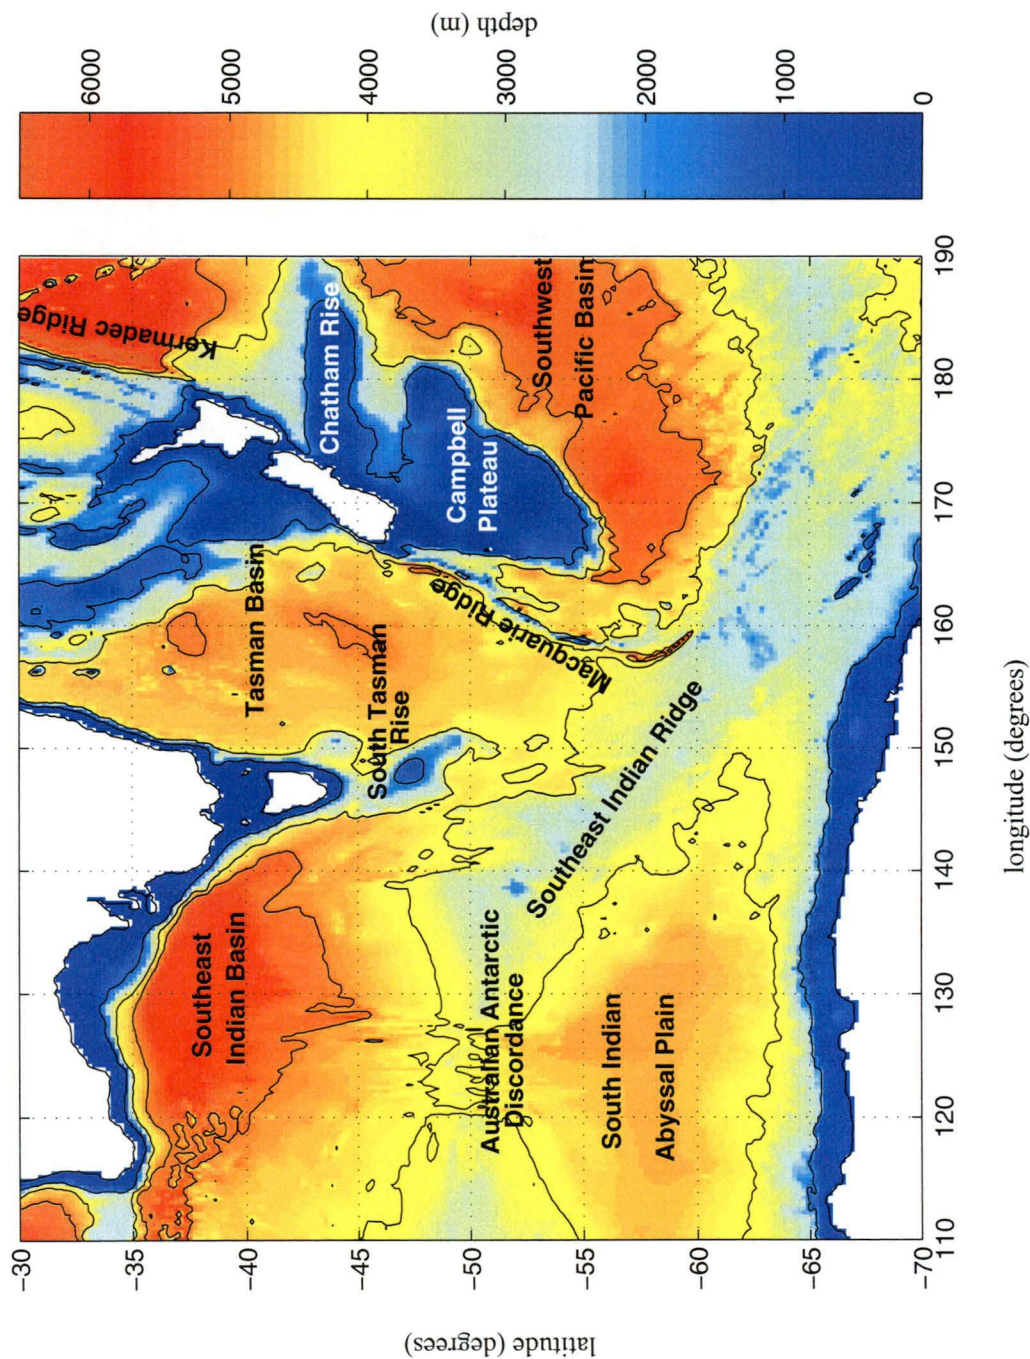 depth (m)
0
1000
2000
3000
4000
5000
6000
Kermadec Ridge
Chatham Rise
Campbell
Plateau
Southwest
Pacific Basin
Tasman Basin
South Tasman
Rise
Macquarie Ridge
Southeast Indian Ridge
Southeast
Indian Basin
Australian Antarctic
Discordance
South Indian
Abyssal Plain
-30
-35
-40
-45
-50
-55
-60
-65
-70
110
120
130
140
150
160
170
180
190
latitude (degrees)
longitude (degrees)